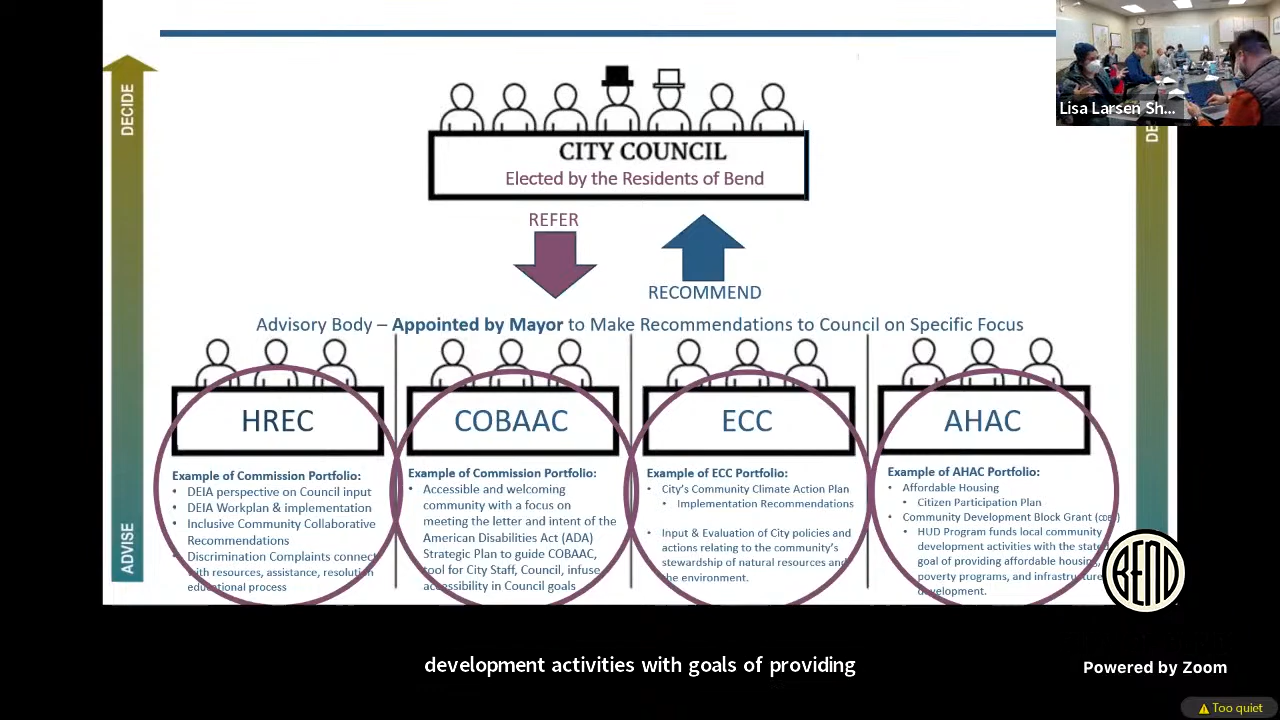 Lisa Larsen Sh...
DECIDE
CITY COUNCIL
Elected by the Residents of Bend
REFER
RECOMMEND
Advisory Body – Appointed by Mayor to Make Recommendations to Council on Specific Focus
HREC
Example of Commission Portfolio:
• DEIA perspective on Council input
• DEIA Workplan & implementation
• Inclusive Community Collaborative
Recommendations
• Discrimination Complaints connect
with resources, assistance, resolution
educational process
COBAAC
Example of Commission Portfolio:
• Accessible and welcoming
community with a focus on
meeting the letter and intent of the
American Disabilities Act (ADA)
Strategic Plan to guide COBAAC,
tool for City Staff, Council, infuse
accessibility in Council goals
ECC
Example of ECC Portfolio:
• City's Community Climate Action Plan
• Implementation Recommendations
• Input & Evaluation of City policies and
actions relating to the community's
stewardship of natural resources and
the environment.
AHAC
Example of AHAC Portfolio:
• Affordable Housing
• Citizen Participation Plan
• Community Development Block Grant
• HUD Program funds local community
development activities with the stated
goal of providing affordable housing,
poverty programs, and infrastructure
development.
ADVISE
DE
BEND
development activities with goals of providing
Powered by Zoom
Too quiet